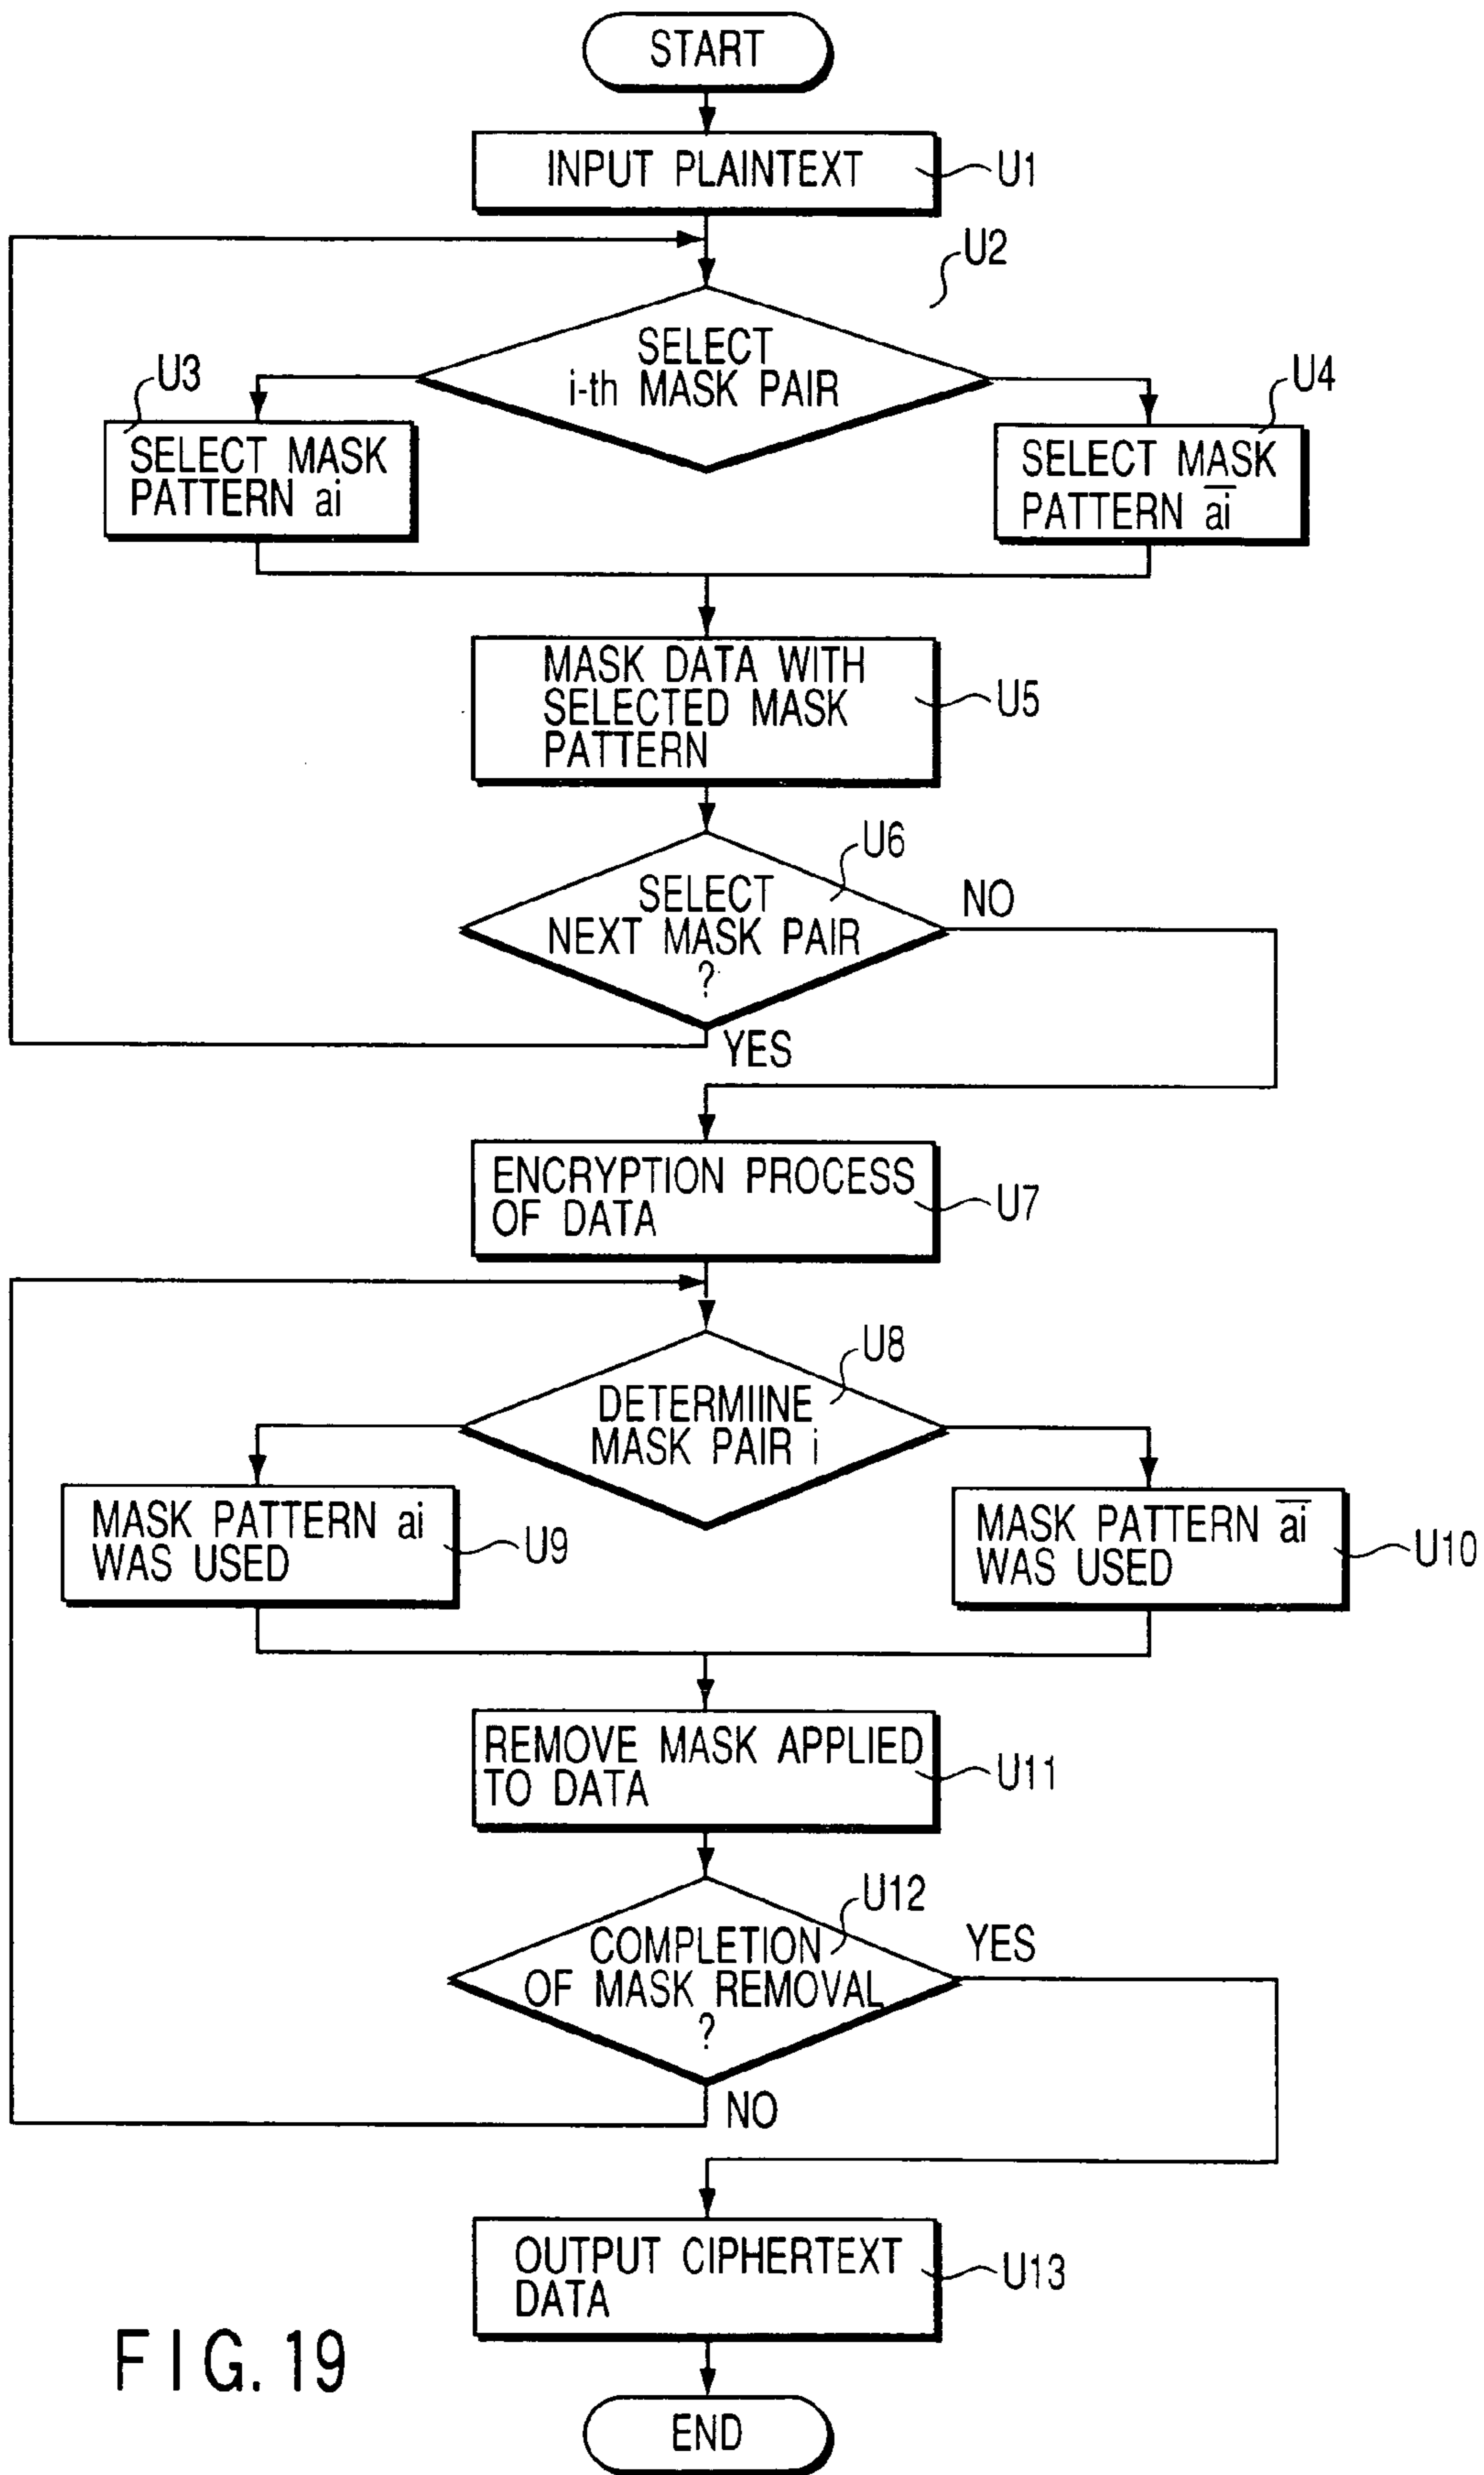 START
INPUT PLAINTEXT
U1
U2
SELECT
i-th MASK PAIR
U3
SELECT MASK
PATTERN ai
U4
SELECT MASK
PATTERN a̅i̅
MASK DATA WITH
SELECTED MASK
PATTERN
U5
U6
SELECT
NEXT MASK PAIR
?
NO
YES
ENCRYPTION PROCESS
OF DATA
U7
U8
DETERMIINE
MASK PAIR i
MASK PATTERN ai
WAS USED
U9
MASK PATTERN a̅i̅
WAS USED
U10
REMOVE MASK APPLIED
TO DATA
U11
U12
COMPLETION
OF MASK REMOVAL
?
YES
NO
OUTPUT CIPHERTEXT
DATA
U13
FIG. 19
END